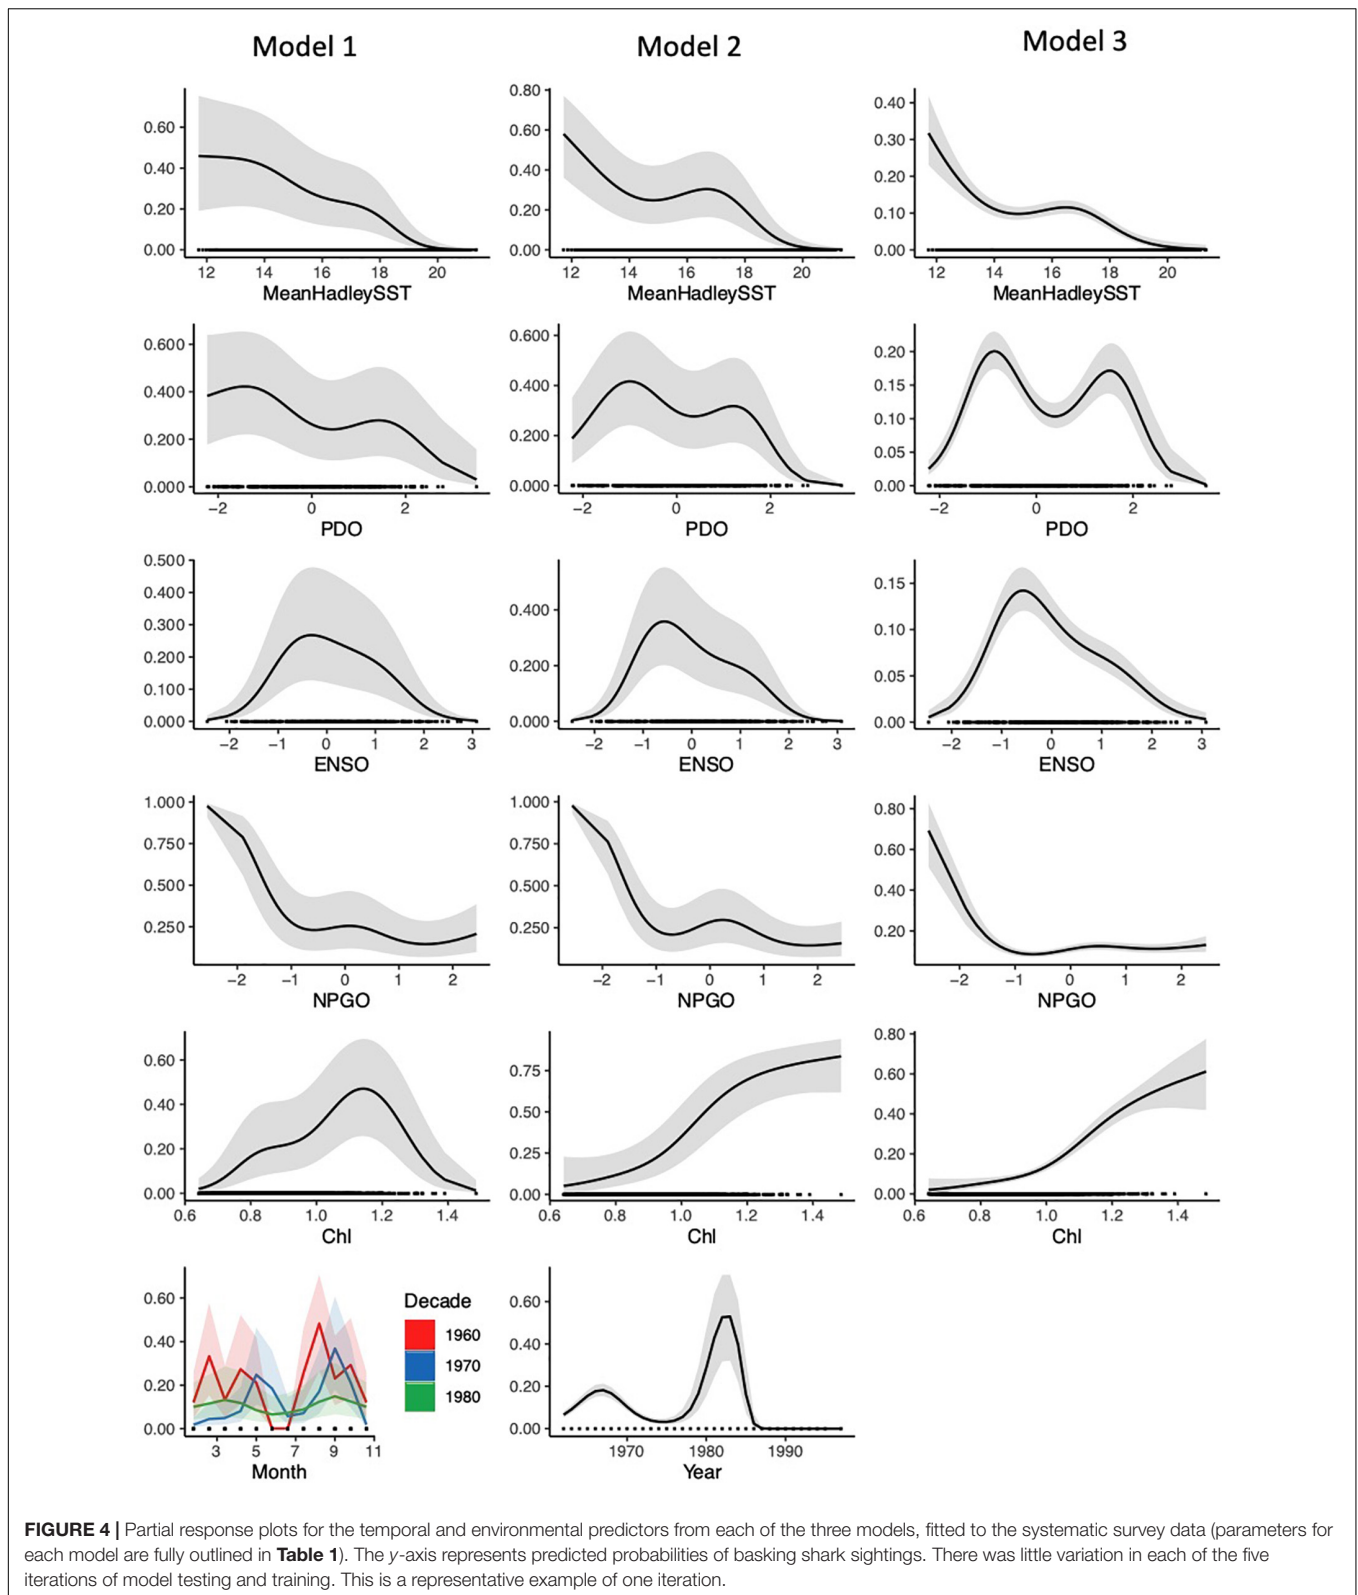 Model 1
Model 2
Model 3
0.60
0.40
0.20
0.00
12 14 16 18 20
MeanHadleySST
0.80
0.60
0.40
0.20
0.00
12 14 16 18 20
MeanHadleySST
0.40
0.30
0.20
0.10
0.00
12 14 16 18 20
MeanHadleySST
0.600
0.400
0.200
0.000
−2 0 2
PDO
0.600
0.400
0.200
0.000
−2 0 2
PDO
0.20
0.15
0.10
0.05
0.00
−2 0 2
PDO
0.500
0.400
0.300
0.200
0.100
0.000
−2 −1 0 1 2 3
ENSO
0.400
0.200
0.000
−2 −1 0 1 2 3
ENSO
0.15
0.10
0.05
0.00
−2 −1 0 1 2 3
ENSO
1.000
0.750
0.500
0.250
−2 −1 0 1 2
NPGO
1.000
0.750
0.500
0.250
−2 −1 0 1 2
NPGO
0.80
0.60
0.40
0.20
−2 −1 0 1 2
NPGO
0.60
0.40
0.20
0.00
0.6 0.8 1.0 1.2 1.4
Chl
0.75
0.50
0.25
0.00
0.6 0.8 1.0 1.2 1.4
Chl
0.80
0.60
0.40
0.20
0.00
0.6 0.8 1.0 1.2 1.4
Chl
0.60
0.40
0.20
0.00
3 5 7 9 11
Month
Decade
1960
1970
1980
0.60
0.40
0.20
0.00
1970 1980 1990
Year
FIGURE 4 | Partial response plots for the temporal and environmental predictors from each of the three models, fitted to the systematic survey data (parameters for
each model are fully outlined in Table 1). The y-axis represents predicted probabilities of basking shark sightings. There was little variation in each of the five
iterations of model testing and training. This is a representative example of one iteration.